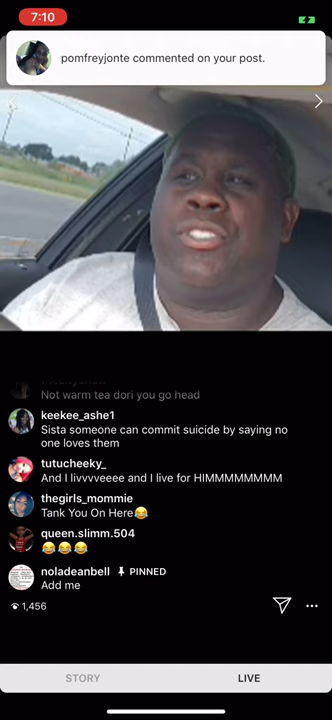 7:10
pomfreyjonte commented on your post.
Not warm tea dori you go head
keekee_ashe1
Sista someone can commit suicide by saying no
one loves them
tutucheeky_
And I livvvveeee and I live for HIMMMMMMMM
thegirls_mommie
Tank You On Here😂
queen.slimm.504
😂😂😂
noladeanbell PINNED
Add me
1,456
STORY LIVE